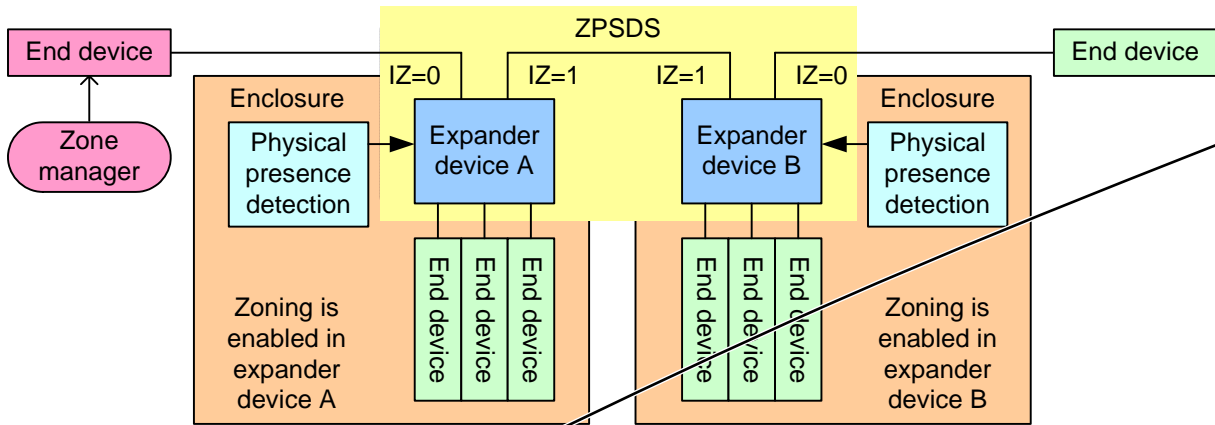 ZPSDS
End device
End device
IZ=0
IZ=1
IZ=1
IZ=0
Enclosure
Enclosure
Zone
manager
Physical
presence
detection
Expander
device A
Expander
device B
Physical
presence
detection
End device
End device
End device
End device
End device
End device
Zoning is
enabled in
expander
device A
Zoning is
enabled in
expander
device B